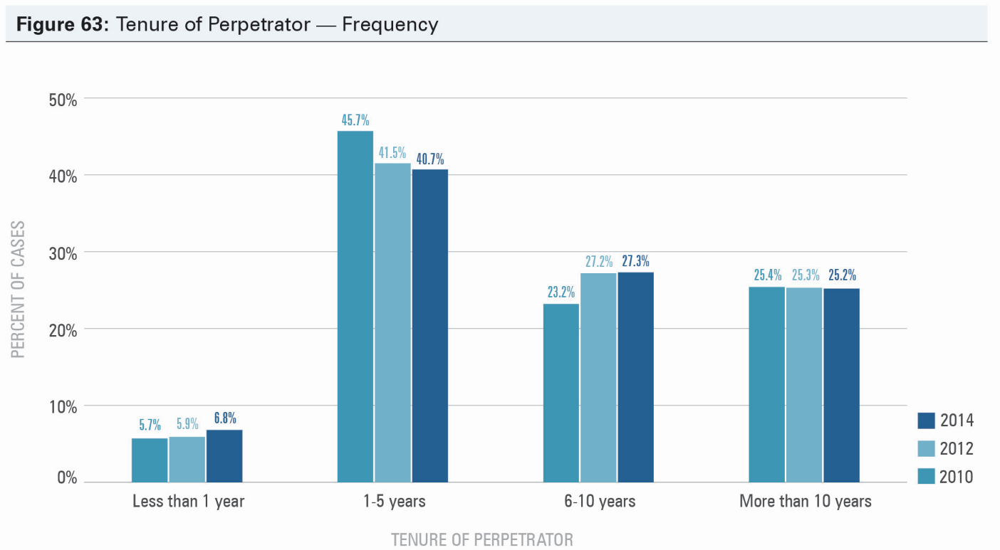 Figure 63: Tenure of Perpetrator — Frequency
50%
40%
30%
20%
10%
0%
PERCENT OF CASES
5.7% 5.9% 6.8%
45.7% 41.5% 40.7%
23.2% 27.2% 27.3%
25.4% 25.3% 25.2%
Less than 1 year
1-5 years
6-10 years
More than 10 years
TENURE OF PERPETRATOR
2014
2012
2010